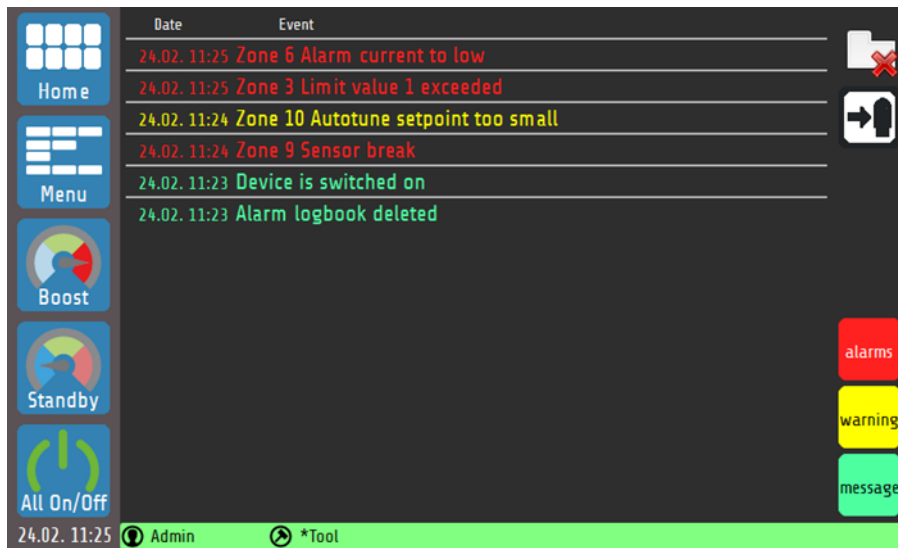 Date Event
24.02. 11:25 Zone 6 Alarm current to low
24.02. 11:25 Zone 3 Limit value 1 exceeded
24.02. 11:24 Zone 10 Autotune setpoint too small
24.02. 11:24 Zone 9 Sensor break
24.02. 11:23 Device is switched on
24.02. 11:23 Alarm logbook deleted
Home
Menu
Boost
Standby
All On/Off
24.02. 11:25
alarms
warning
message
Admin *Tool